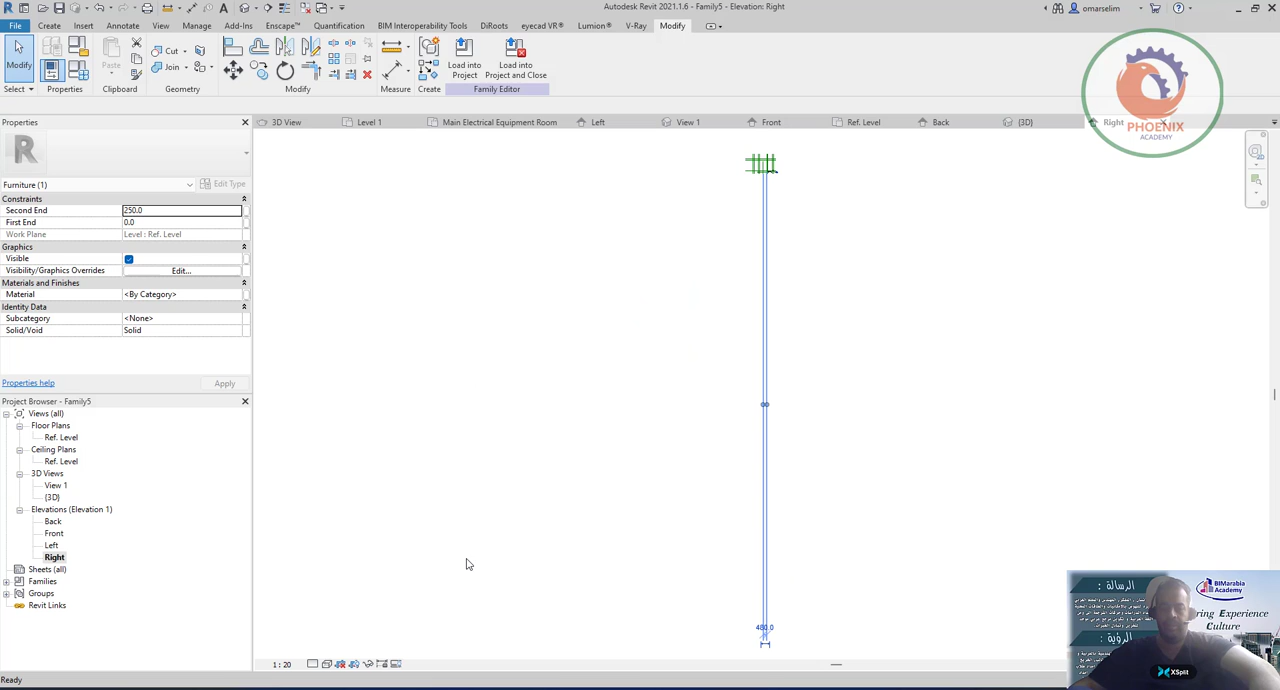 Autodesk Revit 2021.1.6 - Family5 - Elevation: Right
omarselim
File
Create
Insert
Annotate
View
Manage
Add-Ins
Enscape™
Quantification
BIM Interoperability Tools
DiRoots
eyecad VR®
Lumion®
V-Ray
Modify
Modify
Paste
Cut
Join
Load into
Project
Load into
Project and Close
Select
Properties
Clipboard
Geometry
Modify
Measure
Create
Family Editor
PHOENIX
ACADEMY
Properties
3D View
Level 1
Main Electrical Equipment Room
Left
View 1
Front
Ref. Level
Back
{3D}
Right
Furniture (1)
Edit Type
Constraints
Second End
250.0
First End
0.0
Work Plane
Level : Ref. Level
Graphics
Visible
Visibility/Graphics Overrides
Edit...
Materials and Finishes
Material
<By Category>
Identity Data
Subcategory
<None>
Solid/Void
Solid
Properties help
Apply
Project Browser - Family5
Views (all)
Floor Plans
Ref. Level
Ceiling Plans
Ref. Level
3D Views
View 1
{3D}
Elevations (Elevation 1)
Back
Front
Left
Right
Sheets (all)
Families
Groups
Revit Links
480.0
1 : 20
Ready
الرسالة :
الرؤية :
BIMarabia
Academy
ring Experience
Culture
XSplit